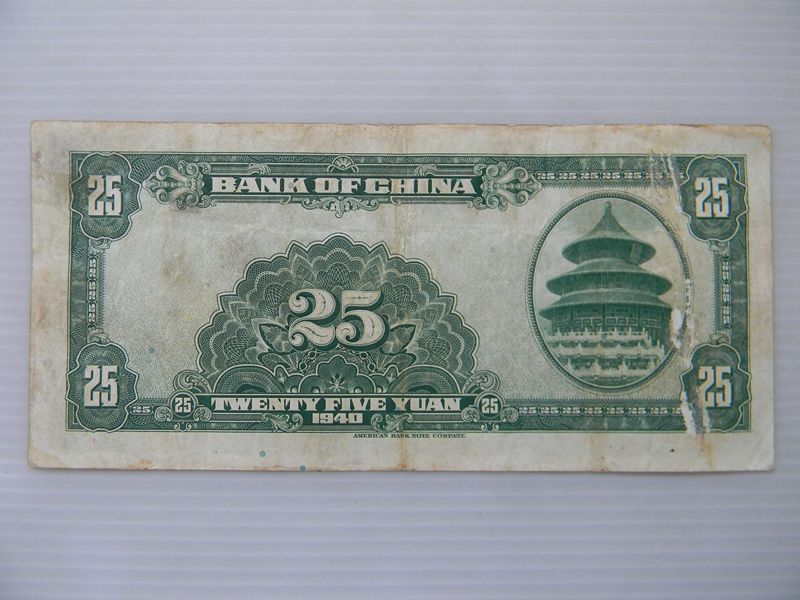 BANK OF CHINA
25 25
25
25 25
25 TWENTY FIVE YUAN 25
1940
AMERICAN BANK NOTE COMPANY.